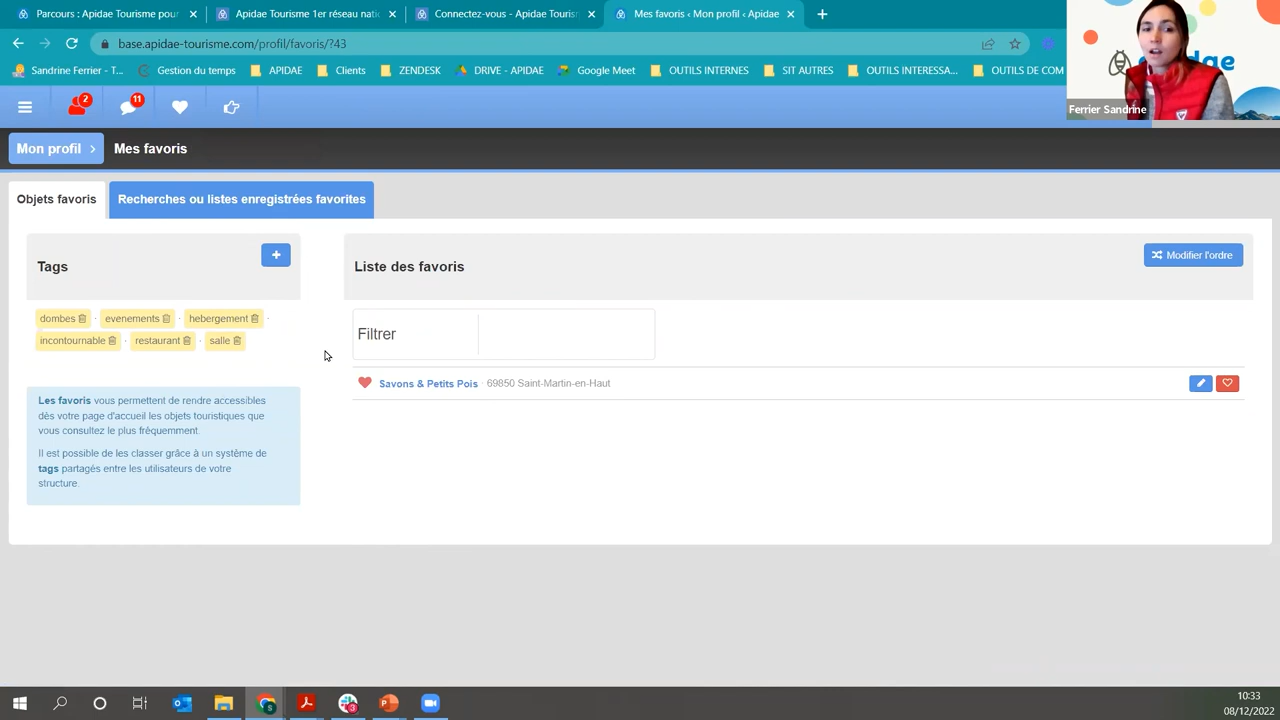 Parcours : Apidae Tourisme pour
Apidae Tourisme 1er réseau nati
Connectez-vous - Apidae Tourism
Mes favoris ‹ Mon profil ‹ Apidae
base.apidae-tourisme.com/profil/favoris/?43
Sandrine Ferrier - T...
Gestion du temps
APIDAE
Clients
ZENDESK
DRIVE - APIDAE
Google Meet
OUTILS INTERNES
SIT AUTRES
OUTILS INTERESSA...
OUTILS DE COM
Ferrier Sandrine
2
11
Mon profil >
Mes favoris
Objets favoris
Recherches ou listes enregistrées favorites
Tags
Liste des favoris
Modifier l'ordre
dombes · evenements · hebergement ·
incontournable · restaurant · salle
Filtrer
Savons & Petits Pois · 69850 Saint-Martin-en-Haut
Les favoris vous permettent de rendre accessibles
dès votre page d'accueil les objets touristiques que
vous consultez le plus fréquemment.
Il est possible de les classer grâce à un système de
tags partagés entre les utilisateurs de votre
structure.
10:33
08/12/2022